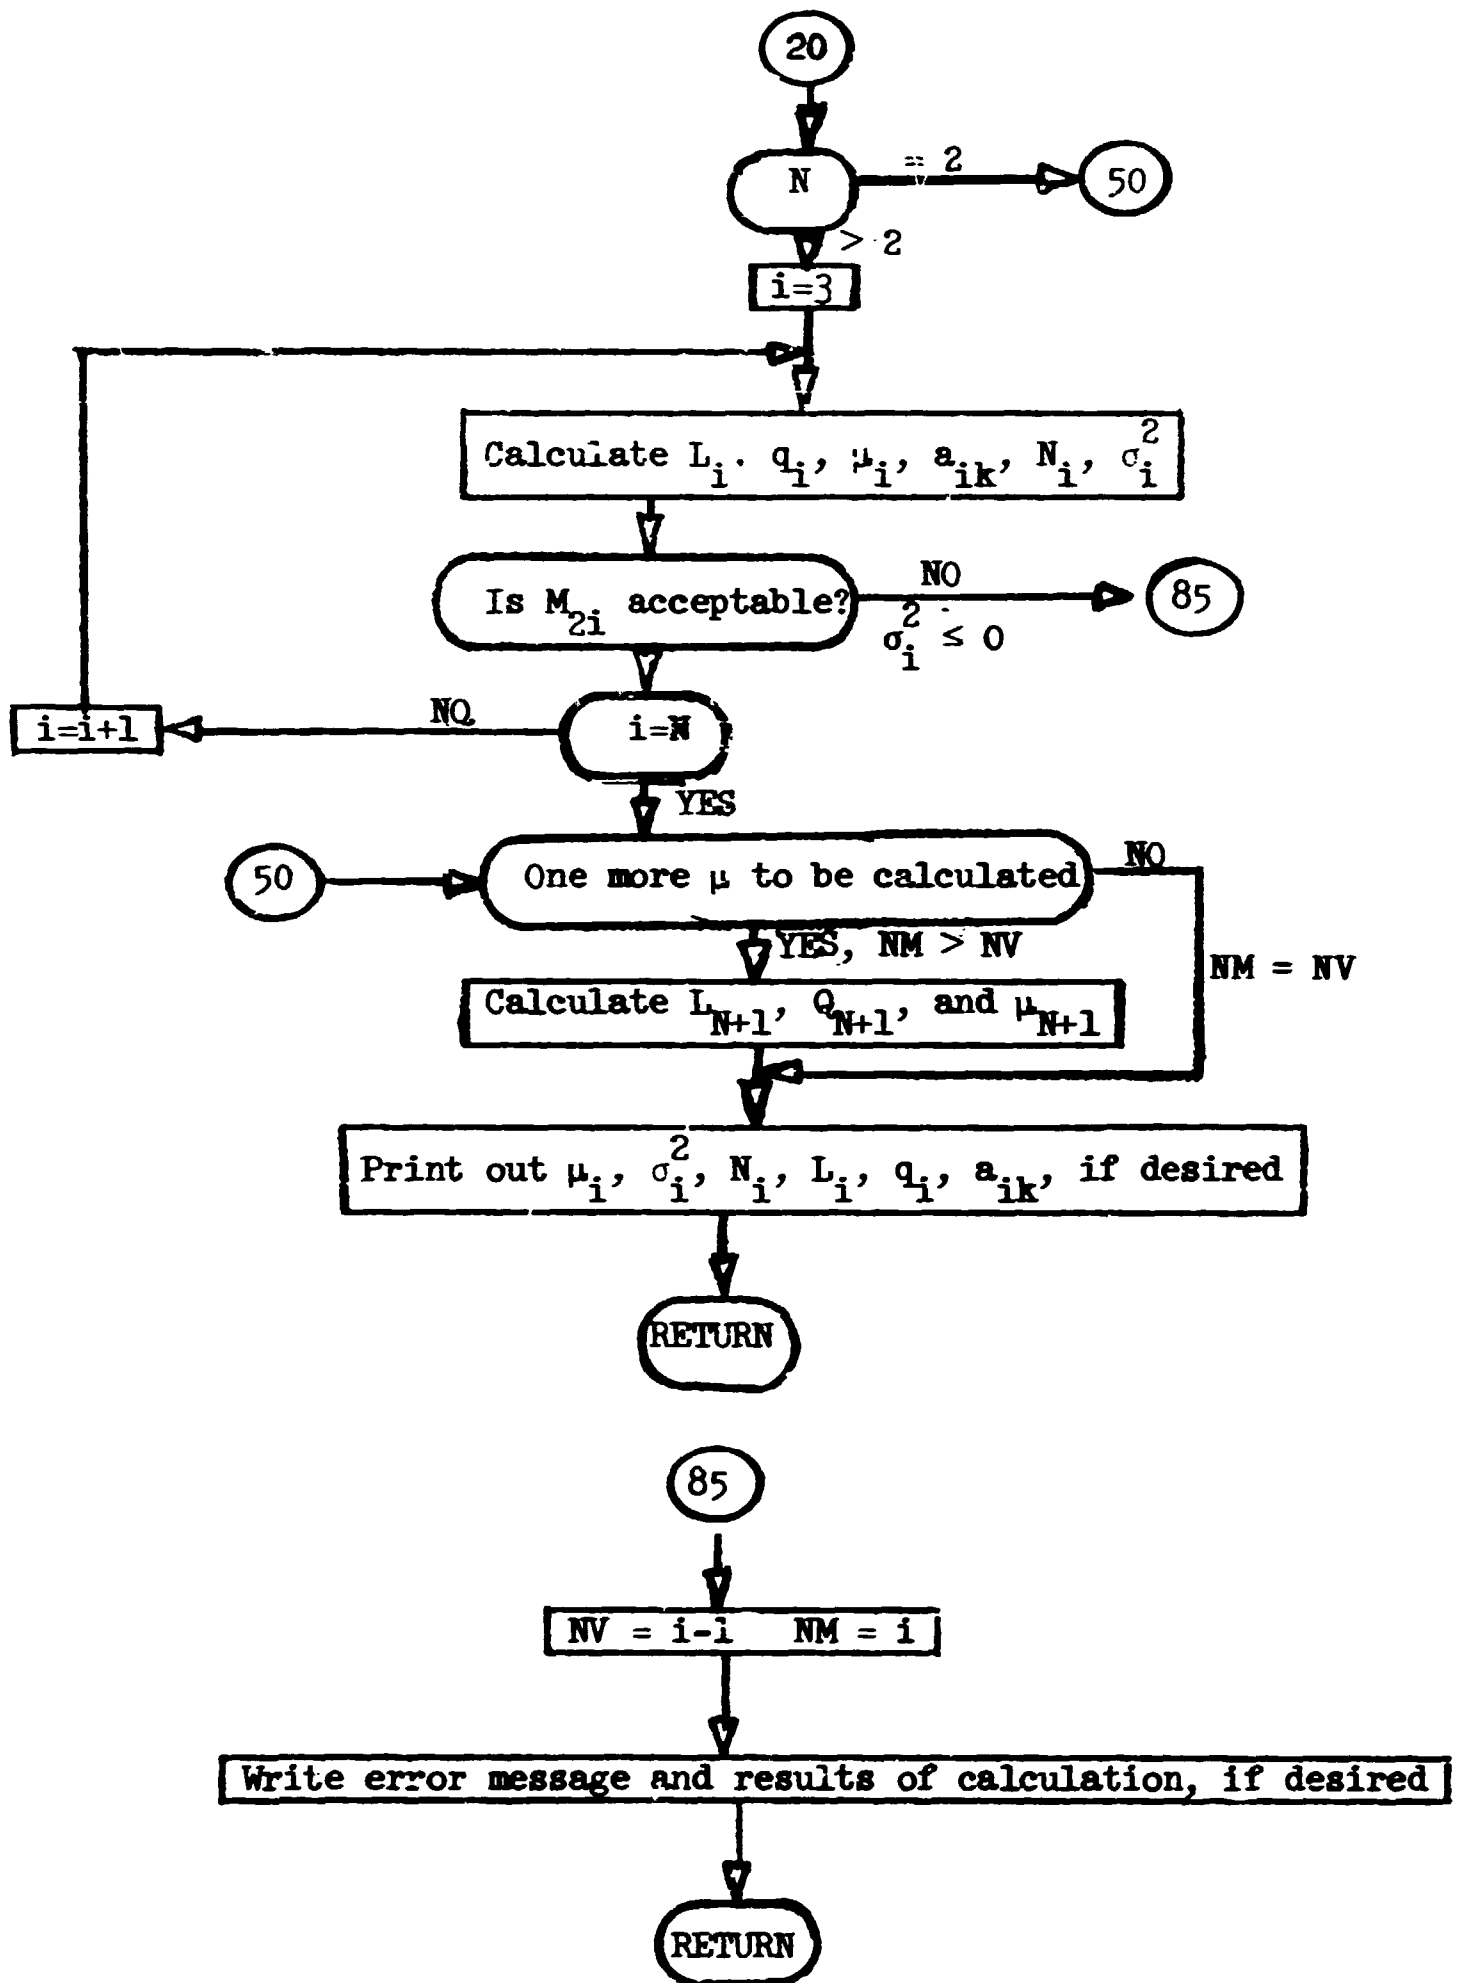 20
N
= 2
50
> 2
i=3
Calculate L_i. q_i, μ_i, a_ik, N_i, σ_i^2
Is M_2i acceptable?
NO
σ_i^2 ≤ 0
85
i=i+1
NO
i=N
YES
50
One more μ to be calculated
NO
YES, NM > NV
NM = NV
Calculate L_N+1, Q_N+1, and μ_N+1
Print out μ_i, σ_i^2, N_i, L_i, q_i, a_ik, if desired
RETURN
85
NV = i-1 NM = i
Write error message and results of calculation, if desired
RETURN